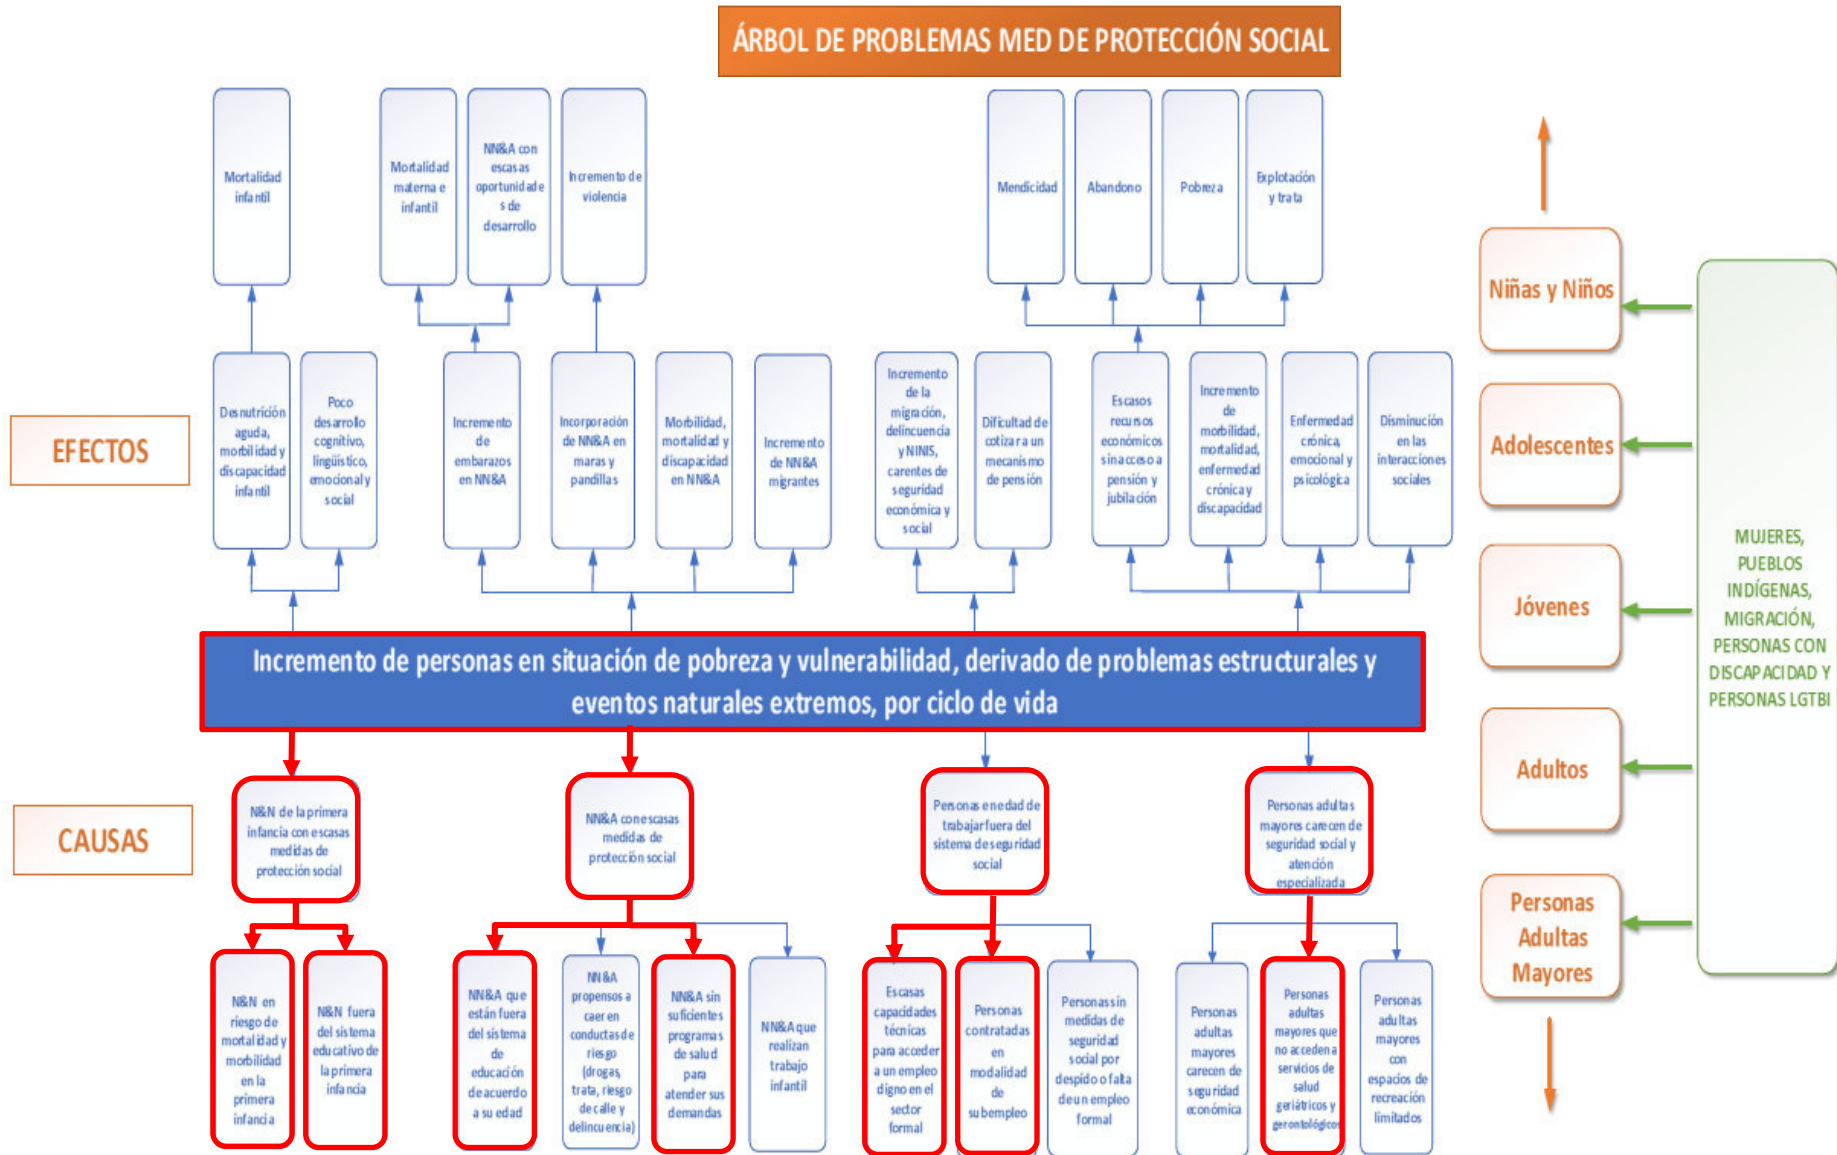 ÁRBOL DE PROBLEMAS MED DE PROTECCIÓN SOCIAL
Mortalidad
infantil
Mortalidad
materna e
infantil
NN&A con
escasas
oportunidade
s de
desarrollo
Incremento de
violencia
Mendicidad
Abandono
Pobreza
Explotación
y trata
EFECTOS
Desnutrición
aguda,
morbilidad y
discapacidad
infantil
Poco
desarrollo
cognitivo,
lingüístico,
emocional y
social
Incremento
de
embarazos
en NN&A
Incorporación
de NN&A en
maras y
pandillas
Morbilidad,
mortalidad y
discapacidad
en NN&A
Incremento
de NN&A
migrantes
Incremento
de la
migración,
delincuencia
y NINIS,
carentes de
seguridad
económica y
social
Dificultad de
cotizar a un
mecanismo
de pensión
Escasos
recursos
económicos
sin acceso a
pensión y
jubilación
Incremento
de
morbilidad,
mortalidad,
enfermedad
crónica y
discapacidad
Enfermedad
crónica,
emocional y
psicológica
Disminución
en las
interacciones
sociales
Incremento de personas en situación de pobreza y vulnerabilidad, derivado de problemas estructurales y
eventos naturales extremos, por ciclo de vida
CAUSAS
N&N de la primera
infancia con escasas
medidas de
protección social
NN&A con escasas
medidas de
protección social
Personas en edad de
trabajar fuera del
sistema de seguridad
social
Personas adultas
mayores carecen de
seguridad social y
atención
especializada
N&N en
riesgo de
mortalidad y
morbilidad
en la
primera
infancia
N&N fuera
del sistema
educativo de
la primera
infancia
NN&A que
están fuera
del sistema
de
educación
de acuerdo
a su edad
NN&A
propensos a
caer en
conductas de
riesgo
(drogas,
trata, riesgo
de calle y
delincuencia)
NN&A sin
suficientes
programas
de salud
para
atender sus
demandas
NN&A que
realizan
trabajo
infantil
Escasas
capacidades
técnicas
para acceder
a un empleo
digno en el
sector
formal
Personas
contratadas
en
modalidad
de
subempleo
Personas sin
medidas de
seguridad
social por
despido o falta
de un empleo
formal
Personas
adultas
mayores
carecen de
seguridad
económica
Personas
adultas
mayores que
no acceden a
servicios de
salud
geriátricos y
gerontológicos
Personas
adultas
mayores
con
espacios de
recreación
limitados
Niñas y Niños
Adolescentes
Jóvenes
Adultos
Personas
Adultas
Mayores
MUJERES,
PUEBLOS
INDÍGENAS,
MIGRACIÓN,
PERSONAS CON
DISCAPACIDAD Y
PERSONAS LGTBI